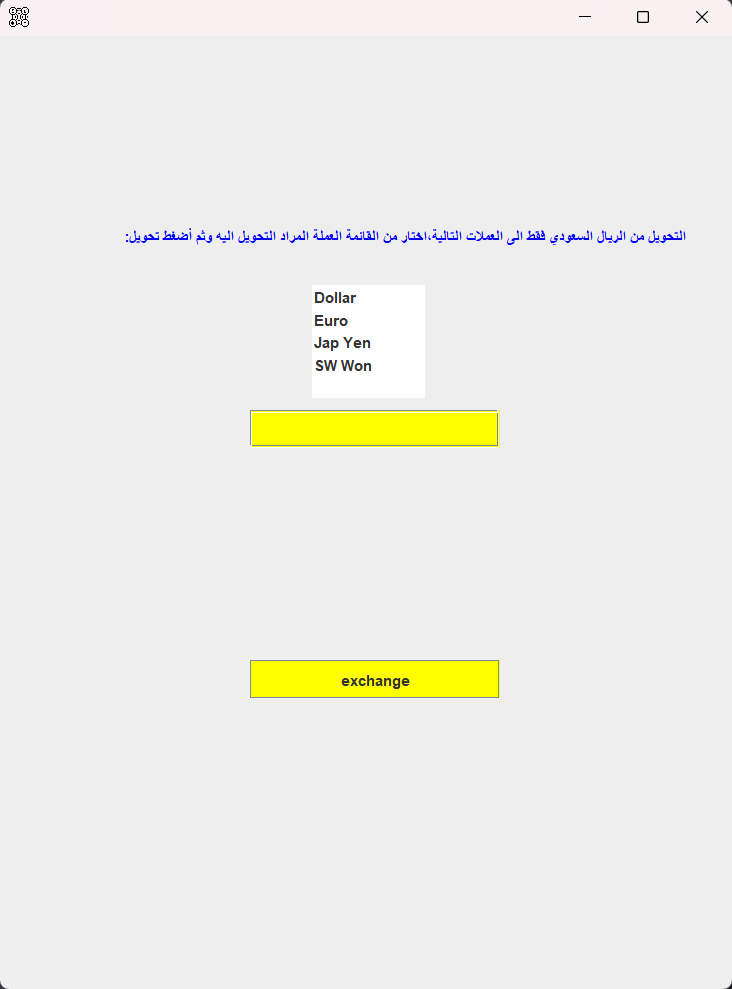 التحويل من الريال السعودي فقط الى العملات التالية،اختار من القائمة العملة المراد التحويل اليه وثم أضغط تحويل:
Dollar
Euro
Jap Yen
SW Won
exchange